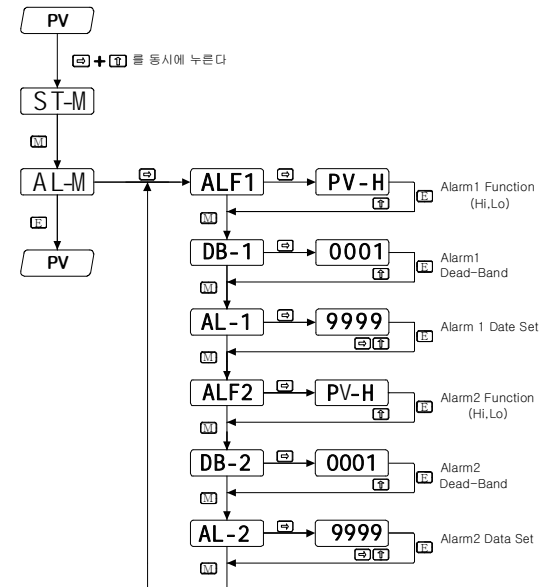 PV
⇨ + ⇧ 를 동시에 누른다
ST-M
M
AL-M ⇨ ALF1 ⇨ PV-H
E Alarm1 Function
(Hi,Lo)
⇧
M
E
PV
DB-1 ⇨ 0001
E Alarm1
Dead-Band
⇧
M
AL-1 ⇨ 9999
E Alarm 1 Date Set
⇨ ⇧
M
ALF2 ⇨ PV-H
E Alarm2 Function
(Hi,Lo)
⇧
M
DB-2 ⇨ 0001
E Alarm2
Dead-Band
⇧
M
AL-2 ⇨ 9999
E Alarm2 Data Set
⇨ ⇧
M